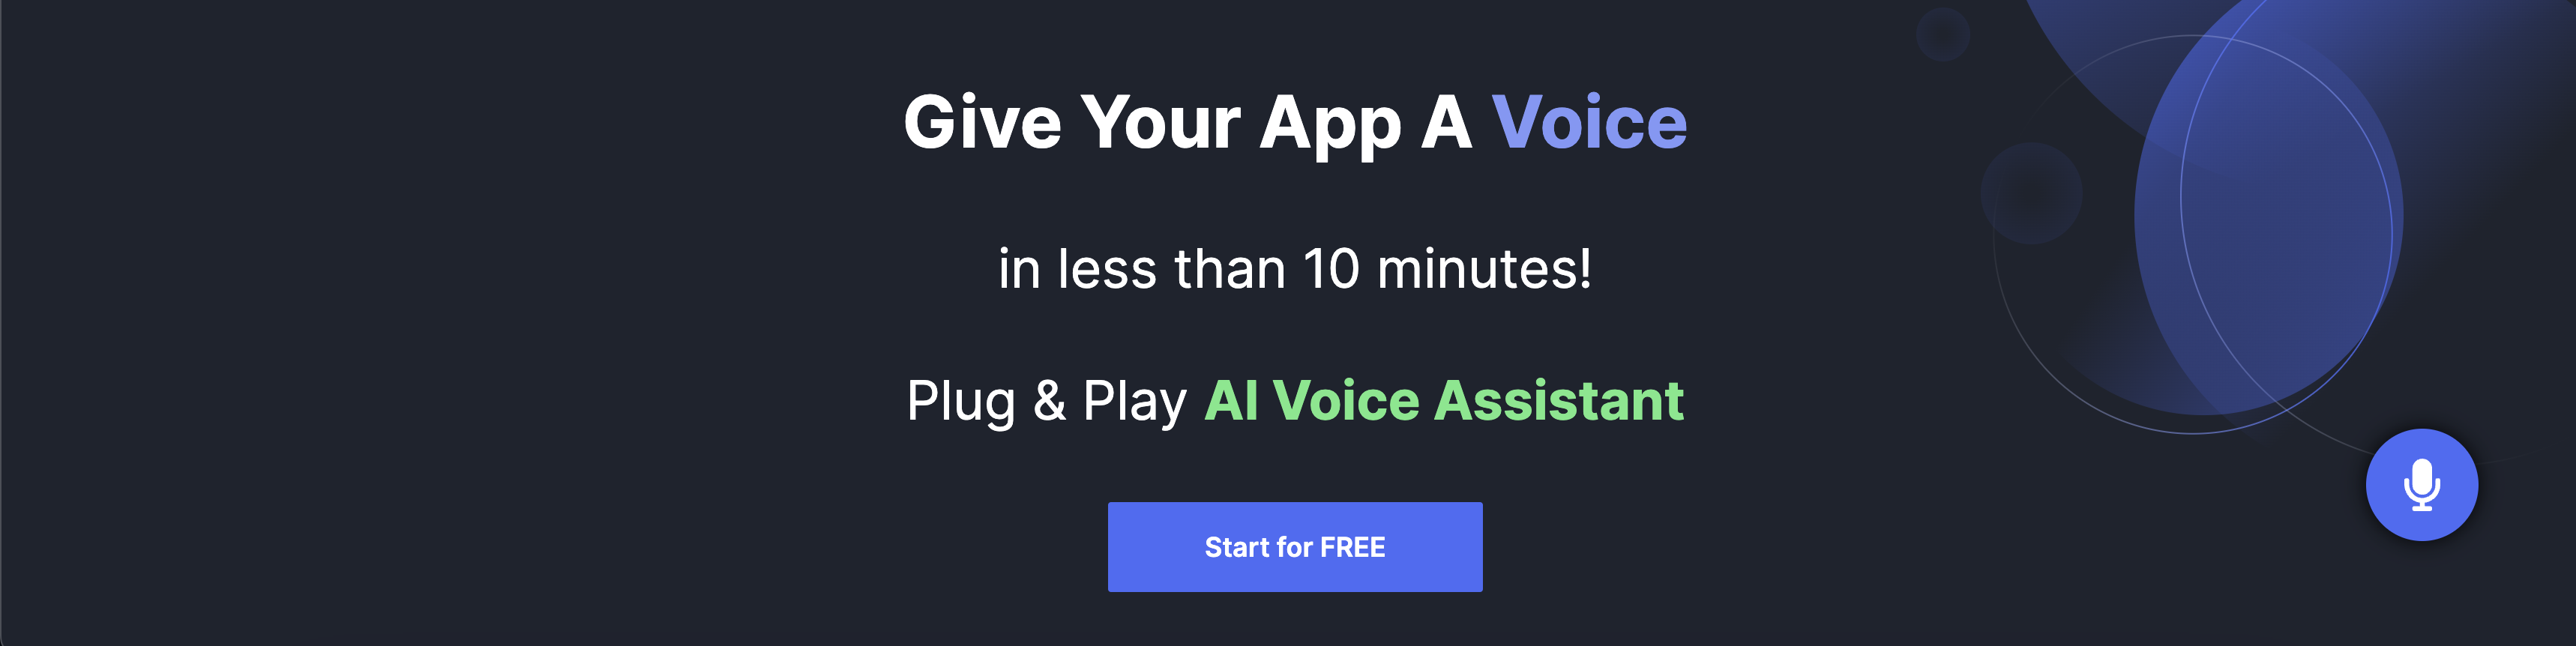 Give Your App A Voice
in less than 10 minutes!
Plug & Play AI Voice Assistant
Start for FREE